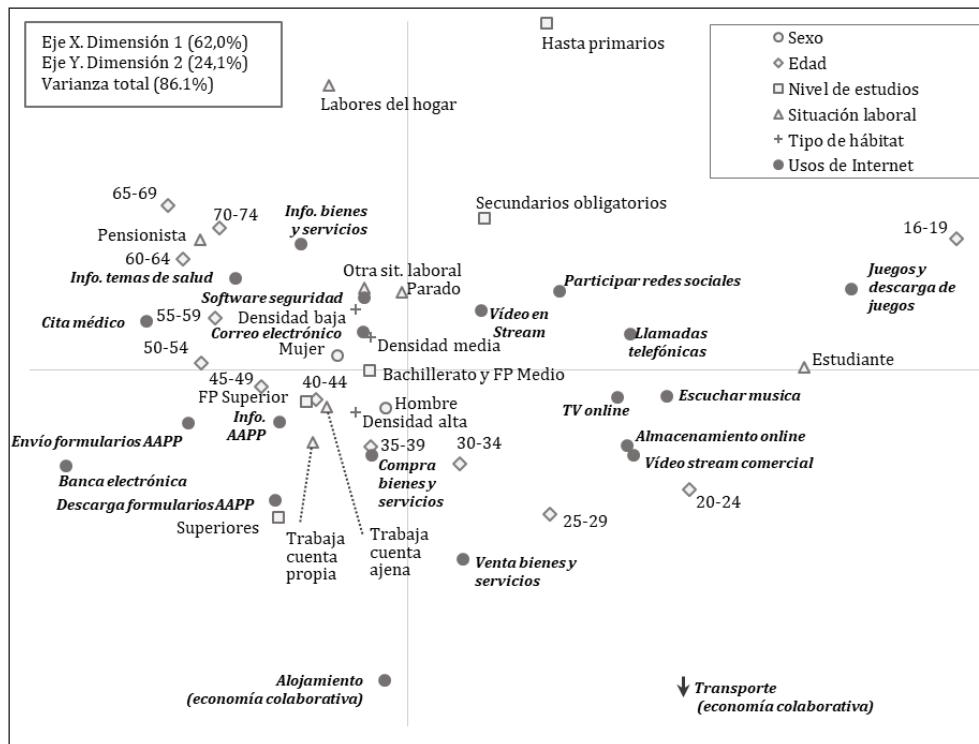 Eje X. Dimensión 1 (62,0%)
Eje Y. Dimensión 2 (24,1%)
Varianza total (86.1%)
Hasta primarios
Sexo
Edad
Nivel de estudios
Situación laboral
Tipo de hábitat
Usos de Internet
Labores del hogar
65-69
70-74
Info. bienes
y servicios
Secundarios obligatorios
16-19
Pensionista
60-64
Info. temas de salud
Otra sit. laboral
Parado
Participar redes sociales
Juegos y
descarga de
juegos
Software seguridad
Cita médico
55-59
Densidad baja
Correo electrónico
Vídeo en
Stream
Llamadas
telefónicas
Mujer
Densidad media
50-54
Estudiante
45-49
40-44
Bachillerato y FP Medio
FP Superior
Hombre
TV online
Escuchar musica
Info.
AAPP
Densidad alta
Envío formularios AAPP
35-39
30-34
Almacenamiento online
Banca electrónica
Compra
bienes y
servicios
Vídeo stream comercial
Descarga formularios AAPP
20-24
Superiores
25-29
Trabaja
cuenta
propia
Trabaja
cuenta
ajena
Venta bienes y
servicios
Alojamiento
(economía colaborativa)
Transporte
(economía colaborativa)